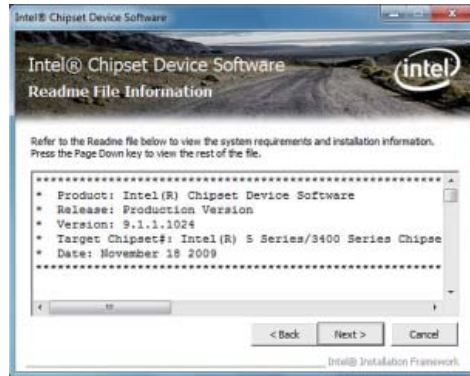 Intel® Chipset Device Software
Intel® Chipset Device Software
(intel)
Readme File Information
Refer to the Readme file below to view the system requirements and installation information.
Press the Page Down key to view the rest of the file.
************************************************************
* Product: Intel(R) Chipset Device Software
* Release: Production Version
* Version: 9.1.1.1024
* Target Chipset#: Intel(R) 5 Series/3400 Series Chipse
* Date: November 18 2009
************************************************************
< Back Next > Cancel
Intel® Installation Framework